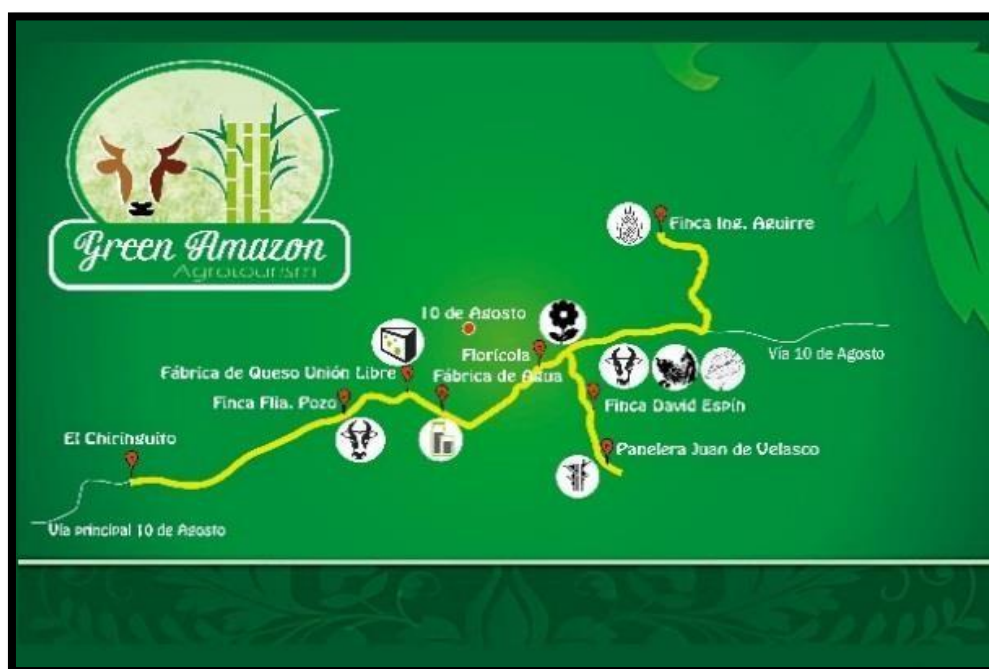 Green Amazon
Agrotourism
Finca Ing. Aguirre
10 de Agosto
Florícola
Vía 10 de Agosto
Fábrica de Queso Unión Libre
Fábrica de Agua
Finca Flia. Pozo
Finca David Espín
El Chiringuito
Panelera Juan de Velasco
Vía principal 10 de Agosto